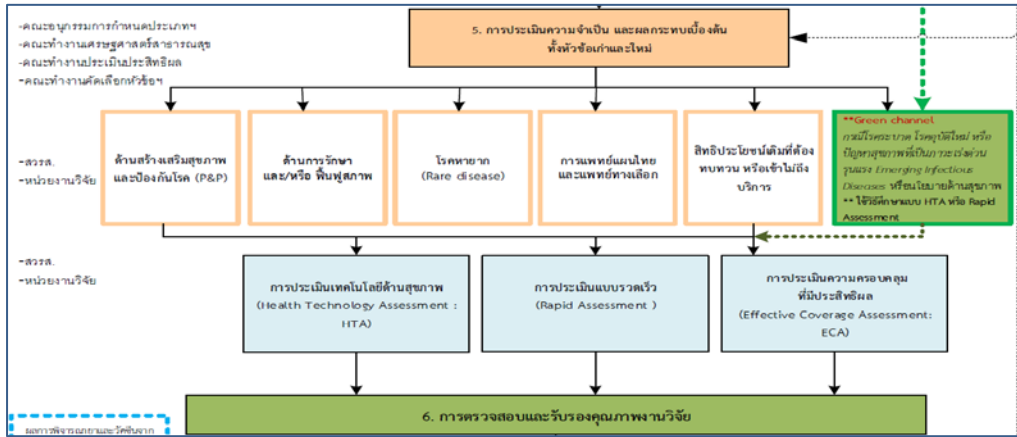 -คณะอนุกรรมการกำหนดประเภทฯ
-คณะทำงานเศรษฐศาสตร์สาธารณสุข
-คณะทำงานประเมินประสิทธิผล
-คณะทำงานคัดเลือกหัวข้อฯ
5. การประเมินความจำเป็น และผลกระทบเบื้องต้น
ทั้งหัวข้อเก่าและใหม่
-สวรส.
-หน่วยงานวิจัย
ด้านสร้างเสริมสุขภาพ
และป้องกันโรค (P&P)
ด้านการรักษา
และ/หรือ ฟื้นฟูสภาพ
โรคหายาก
(Rare disease)
การแพทย์แผนไทย
และแพทย์ทางเลือก
สิทธิประโยชน์เดิมที่ต้อง
ทบทวน หรือเข้าไม่ถึง
บริการ
**Green channel
กรณีโรคระบาด โรคอุบัติใหม่ หรือ
ปัญหาสุขภาพที่เป็นภาวะเร่งด่วน
รุนแรง Emerging Infectious
Diseases หรือนโยบายด้านสุขภาพ
** ใช้วิธีศึกษาแบบ HTA หรือ Rapid
Assessment
-สวรส.
-หน่วยงานวิจัย
การประเมินเทคโนโลยีด้านสุขภาพ
(Health Technology Assessment :
HTA)
การประเมินแบบรวดเร็ว
(Rapid Assessment )
การประเมินความครอบคลุม
ที่มีประสิทธิผล
(Effective Coverage Assessment:
ECA)
6. การตรวจสอบและรับรองคุณภาพงานวิจัย
ผลการพิจารณายาและวัคซีนจาก